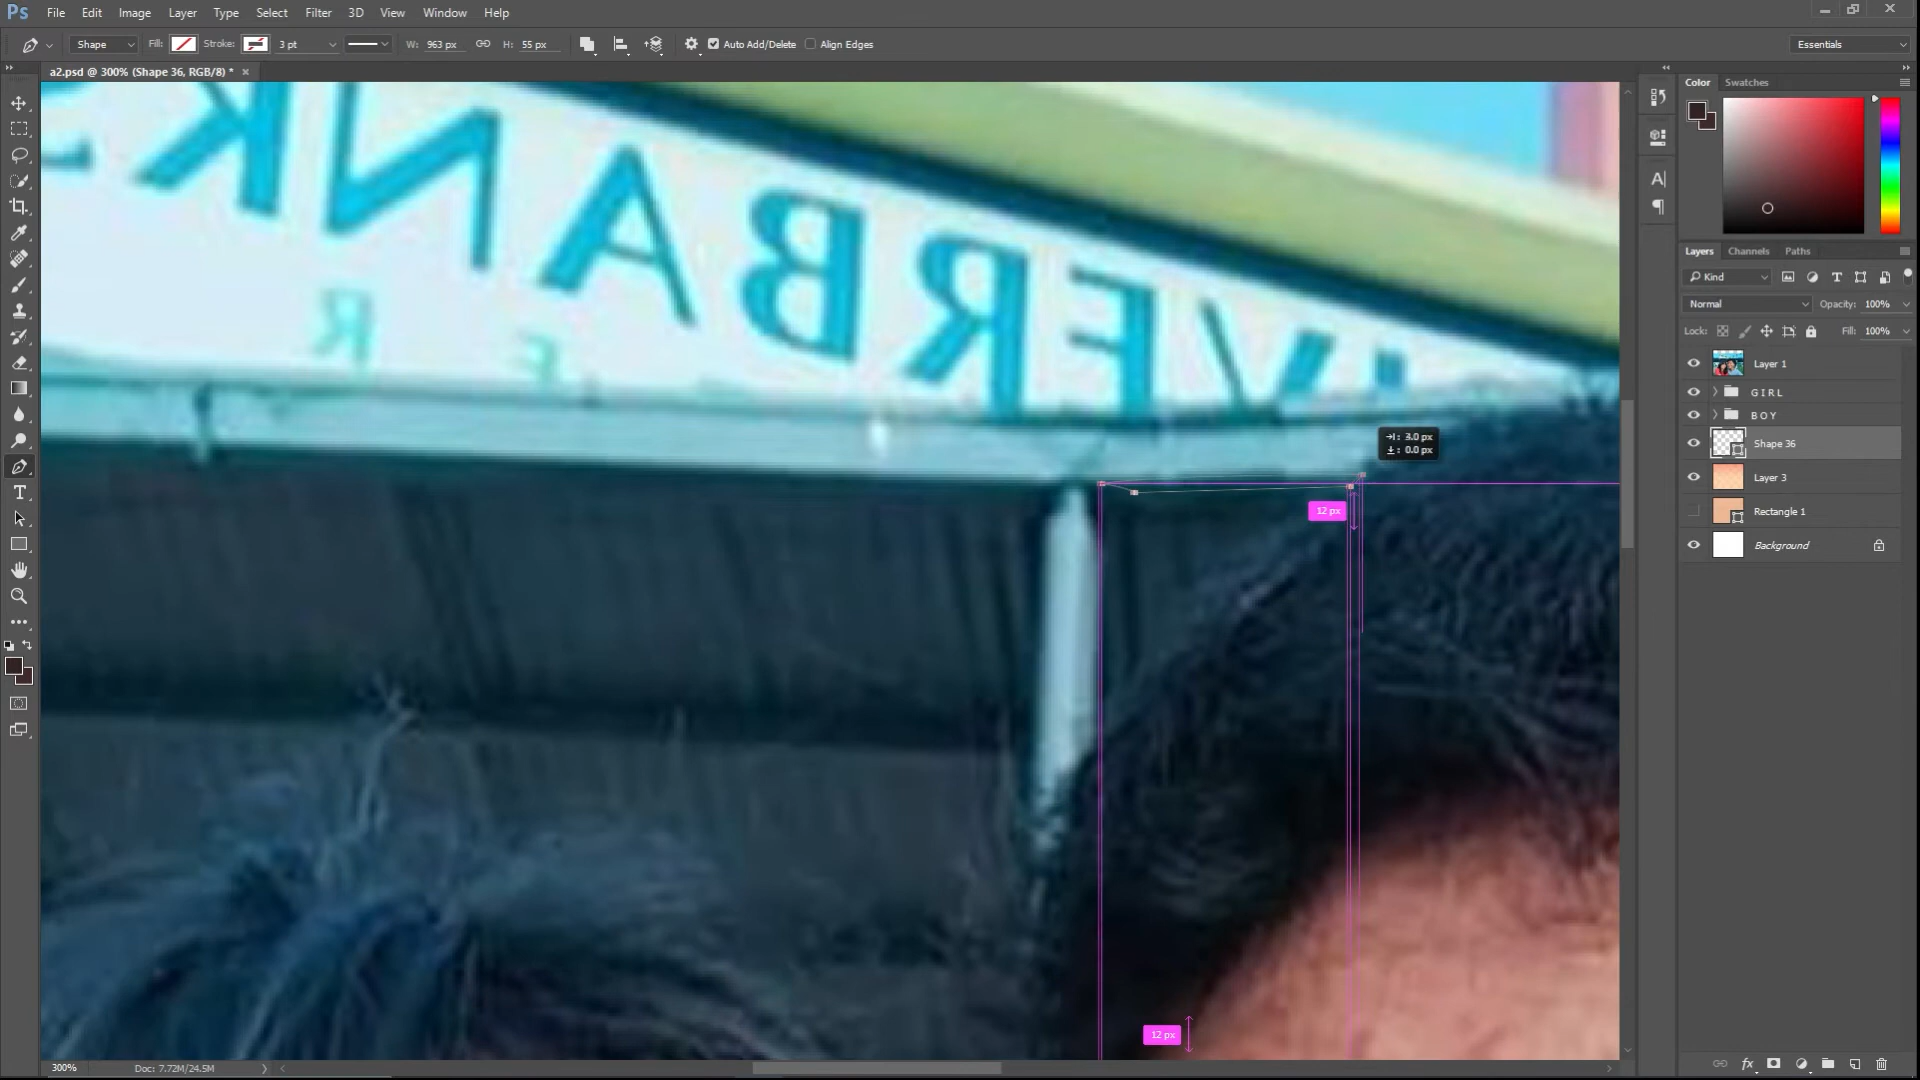 Ps File Edit Image Layer Type Select Filter 3D View Window Help
Shape Fill: Stroke: 3 pt W: 963 px H: 55 px Auto Add/Delete Align Edges Essentials
a2.psd @ 300% (Shape 36, RGB/8) * ×
Color Swatches
Layers Channels Paths
Kind
Normal Opacity: 100%
Lock: Fill: 100%
Layer 1
GIRL
BOY
Shape 36
Layer 3
Rectangle 1
Background
VERBANK
ER
3.0 px
0.0 px
12 px
12 px
300% Doc: 7.72M/24.5M